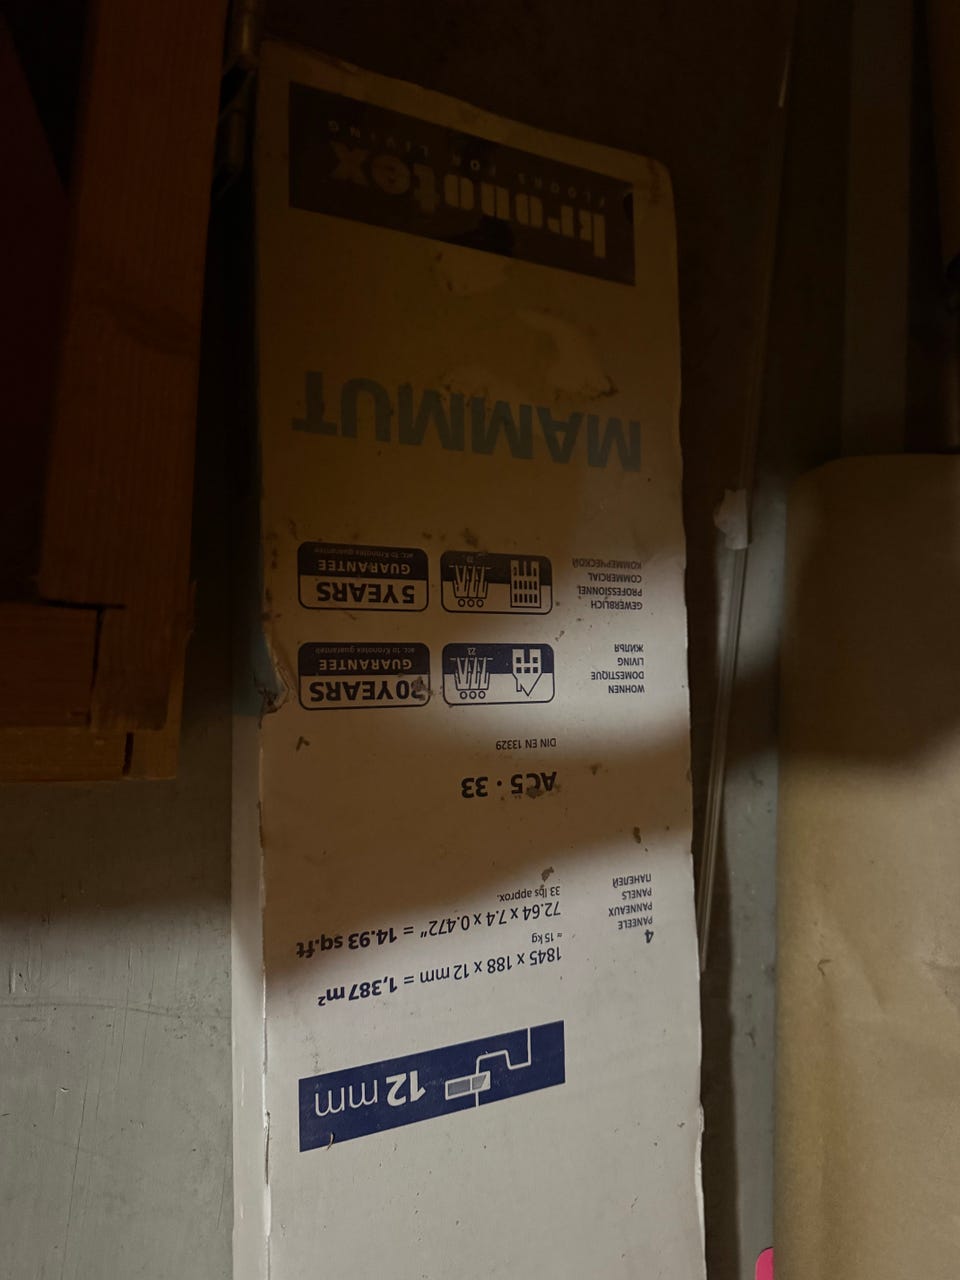 12 mm
4
PANEELE
PANNEAUX
PANELS
ПАНЕЛЕЙ
1845 x 188 x 12 mm = 1,387 m²
≈ 15 kg
72.64 x 7.4 x 0.472" = 14.93 sq.ft
33 lbs approx.
AC5 · 33
DIN EN 13329
WOHNEN
DOMESTIQUE
LIVING
ЖИЛЬЯ
23
YEARS
GUARANTEE
acc. to Kronotex guarantee
GEWERBLICH
PROFESSIONNEL
COMMERCIAL
КОММЕРЧЕСКОЙ
33
5 YEARS
GUARANTEE
acc. to Kronotex guarantee
MAMMUT
kronotex
FLOORS FOR LIVING